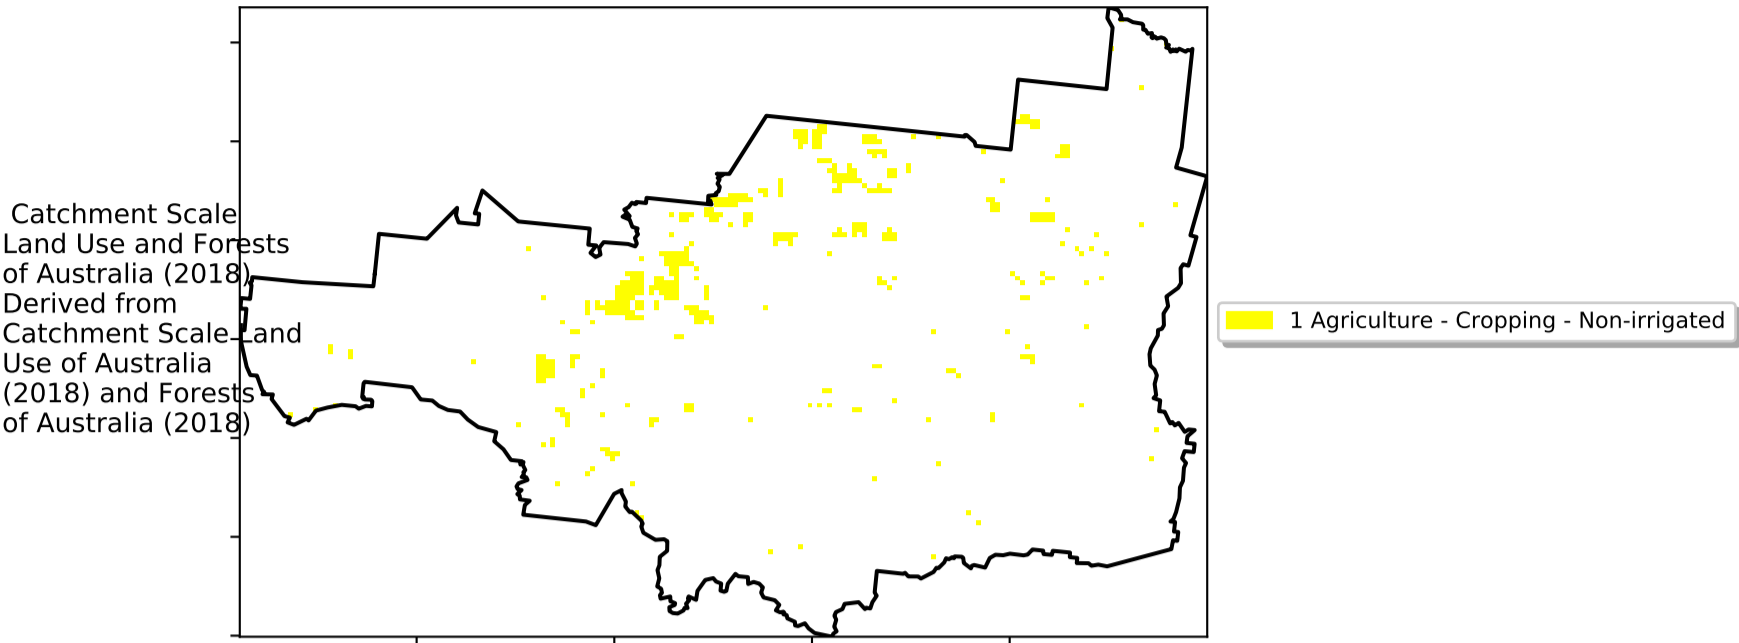 Catchment Scale
Land Use and Forests
of Australia (2018)
Derived from
Catchment Scale Land
Use of Australia
(2018) and Forests
of Australia (2018)
1 Agriculture - Cropping - Non-irrigated